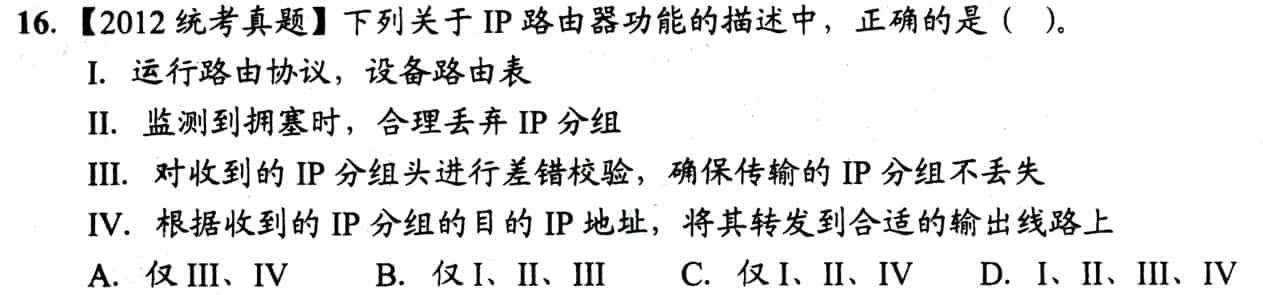 16. 【2012 统考真题】下列关于 IP 路由器功能的描述中，正确的是（ ）。
I. 运行路由协议，设备路由表
II. 监测到拥塞时，合理丢弃 IP 分组
III. 对收到的 IP 分组头进行差错校验，确保传输的 IP 分组不丢失
IV. 根据收到的 IP 分组的目的 IP 地址，将其转发到合适的输出线路上
A. 仅 III、IV B. 仅 I、II、III C. 仅 I、II、IV D. I、II、III、IV